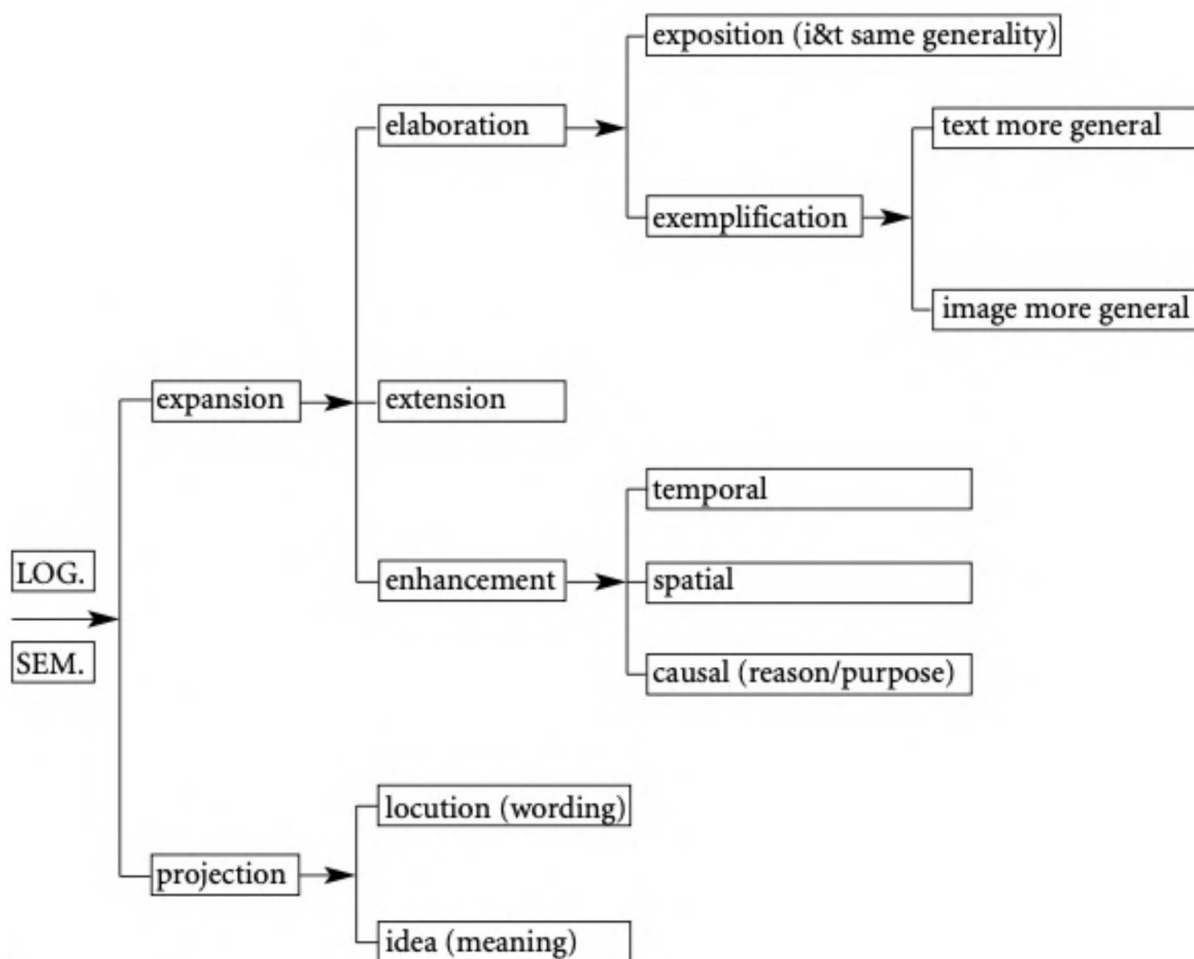 exposition (i&t same generality)
elaboration
text more general
exemplification
image more general
expansion
extension
temporal
LOG.
enhancement
spatial
SEM.
causal (reason/purpose)
locution (wording)
projection
idea (meaning)